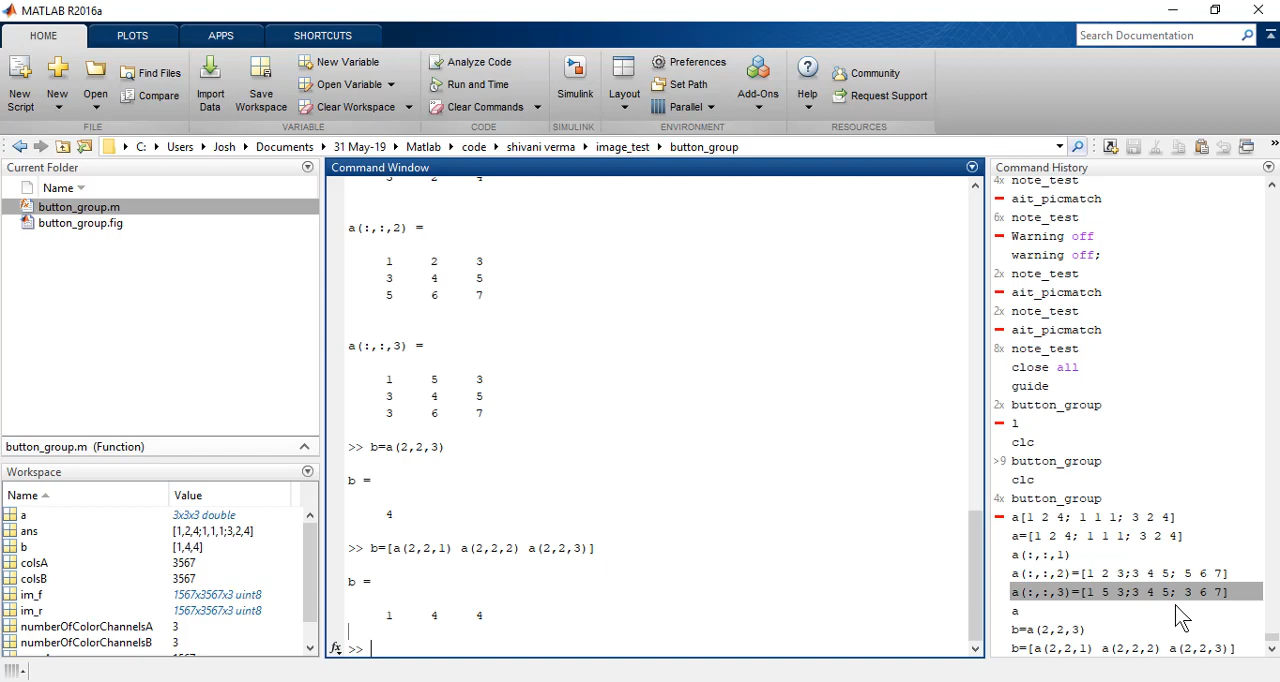 MATLAB R2016a
HOME PLOTS APPS SHORTCUTS Search Documentation
New Script
New
Open
Find Files
Compare
FILE
Import Data
Save Workspace
New Variable
Open Variable
Clear Workspace
VARIABLE
Analyze Code
Run and Time
Clear Commands
CODE
Simulink
SIMULINK
Layout
Preferences
Set Path
Parallel
Add-Ons
ENVIRONMENT
Help
Community
Request Support
RESOURCES
C: Users Josh Documents 31 May-19 Matlab code shivani verma image_test button_group
Current Folder
Name
button_group.m
button_group.fig
button_group.m (Function)
Workspace
Name Value
a 3x3x3 double
ans [1,2,4;1,1,1;3,2,4]
b [1,4,4]
colsA 3567
colsB 3567
im_f 1567x3567x3 uint8
im_r 1567x3567x3 uint8
numberOfColorChannelsA 3
numberOfColorChannelsB 3
Command Window
3 2 4
a(:,:,2) =
1 2 3
3 4 5
5 6 7
a(:,:,3) =
1 5 3
3 4 5
3 6 7
>> b=a(2,2,3)
b =
4
>> b=[a(2,2,1) a(2,2,2) a(2,2,3)]
b =
1 4 4
fx >>
Command History
4x note_test
ait_picmatch
6x note_test
Warning off
warning off;
2x note_test
ait_picmatch
2x note_test
ait_picmatch
8x note_test
close all
guide
2x button_group
l
clc
>9 button_group
clc
4x button_group
a[1 2 4; 1 1 1; 3 2 4]
a=[1 2 4; 1 1 1; 3 2 4]
a(:,:,1)
a(:,:,2)=[1 2 3;3 4 5; 5 6 7]
a(:,:,3)=[1 5 3;3 4 5; 3 6 7]
a
b=a(2,2,3)
b=[a(2,2,1) a(2,2,2) a(2,2,3)]